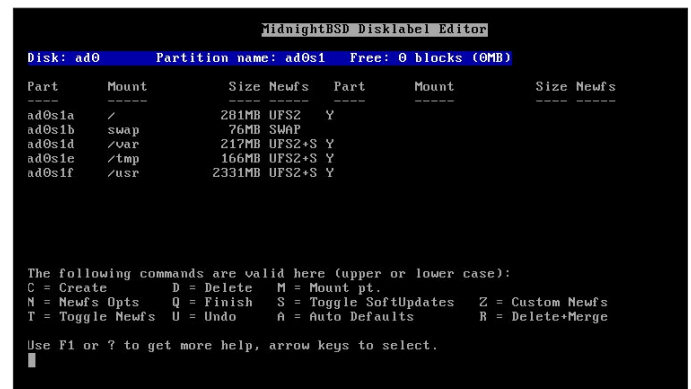 MidnightBSD Disklabel Editor
Disk: ad0 Partition name: ad0s1 Free: 0 blocks (0MB)
Part Mount Size Newfs Part Mount Size Newfs
---- ----- ---- ----- ---- ----- ---- -----
ad0s1a / 281MB UFS2 Y
ad0s1b swap 76MB SWAP
ad0s1d /var 217MB UFS2+S Y
ad0s1e /tmp 166MB UFS2+S Y
ad0s1f /usr 2331MB UFS2+S Y
The following commands are valid here (upper or lower case):
C = Create D = Delete M = Mount pt.
N = Newfs Opts Q = Finish S = Toggle SoftUpdates Z = Custom Newfs
T = Toggle Newfs U = Undo A = Auto Defaults R = Delete+Merge
Use F1 or ? to get more help, arrow keys to select.